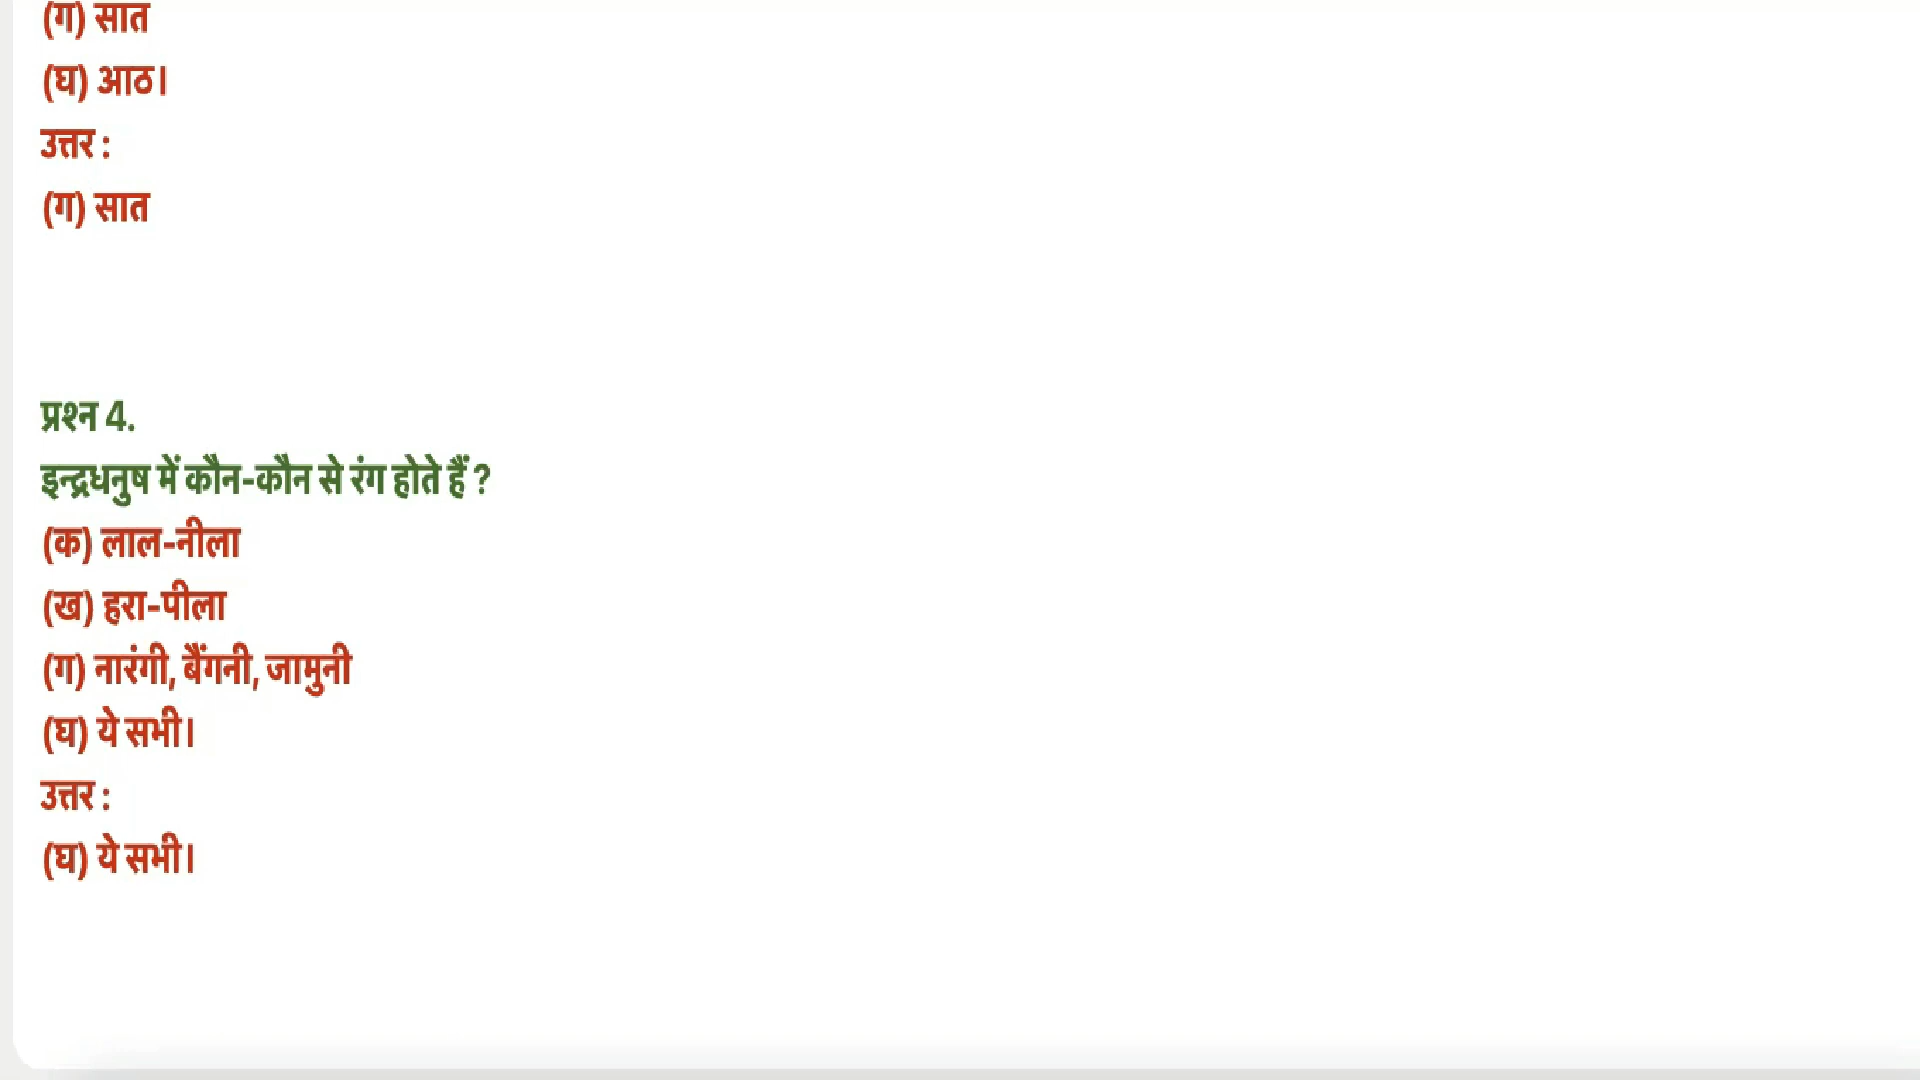 (ग) सात
(घ) आठ।
उत्तर :
(ग) सात
प्रश्न 4.
इन्द्रधनुष में कौन-कौन से रंग होते हैं ?
(क) लाल-नीला
(ख) हरा-पीला
(ग) नारंगी, बैंगनी, जामुनी
(घ) ये सभी।
उत्तर :
(घ) ये सभी।